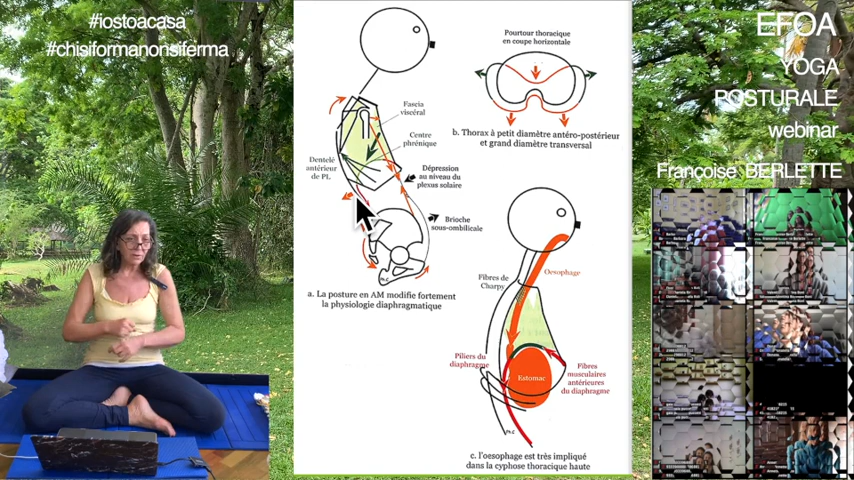 #iostoacasa
#chisiformanonsiferma
Pourtour thoracique
en coupe horizontale
Fascia
viscéral
Centre
phrénique
b. Thorax à petit diamètre antéro-postérieur
et grand diamètre transversal
Dentelé
antérieur
de PL
Dépression
au niveau du
plexus solaire
Brioche
sous-ombilicale
a. La posture en AM modifie fortement
la physiologie diaphragmatique
Fibres de
Charpy
Oesophage
Piliers du
diaphragme
Estomac
Fibres
musculaires
antérieures
du diaphragme
c. l'oesophage est très impliqué
dans la cyphose thoracique haute
EFOA
YOGA
POSTURALE
webinar
Françoise BERLETTE